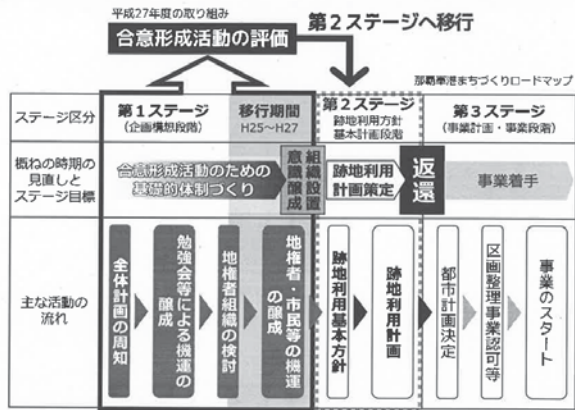 平成27年度の取り組み
合意形成活動の評価
第2ステージへ移行
那覇軍港まちづくりロードマップ
ステージ区分
第1ステージ
(企画構想段階)
移行期間
H25～H27
第2ステージ
跡地利用方針
基本計画段階
第3ステージ
(事業計画・事業段階)
概ねの時期の
見直しと
ステージ目標
合意形成活動のための
基礎的体制づくり
組織設置
意識醸成
跡地利用
計画策定
返還
事業着手
主な活動の
流れ
全体計画の周知
勉強会等による機運の
醸成
地権者組織の検討
地権者・市民等の機運
の醸成
跡地利用基本方針
跡地利用計画
都市計画決定
区画整理事業認可等
事業のスタート